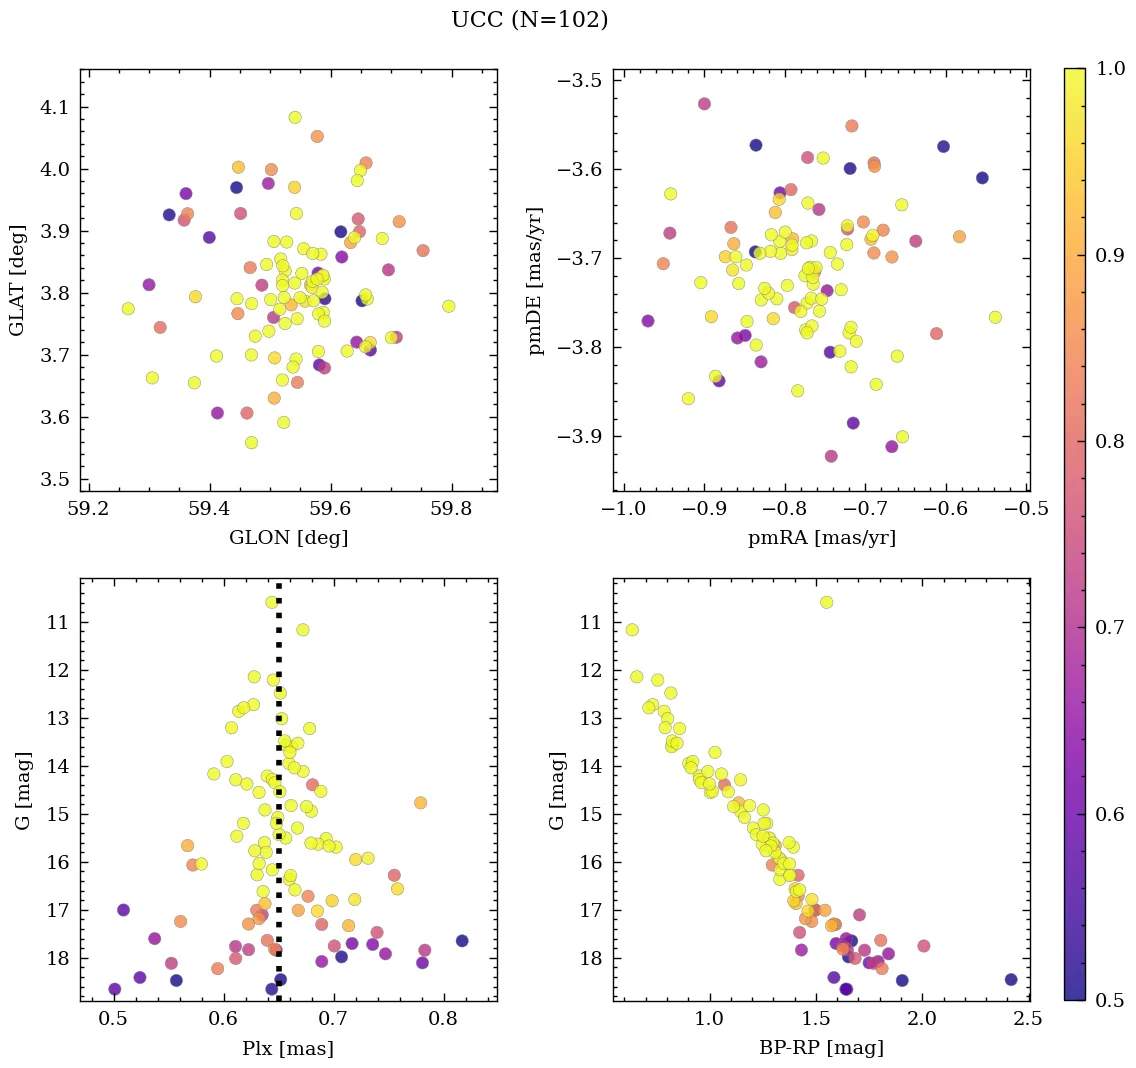 UCC (N=102)
4.1
4.0
3.9
3.8
3.7
3.6
3.5
GLAT [deg]
59.2 59.4 59.6 59.8
GLON [deg]
−3.5
−3.6
−3.7
−3.8
−3.9
pmDE [mas/yr]
−1.0 −0.9 −0.8 −0.7 −0.6 −0.5
pmRA [mas/yr]
11
12
13
14
15
16
17
18
G [mag]
0.5 0.6 0.7 0.8
Plx [mas]
11
12
13
14
15
16
17
18
G [mag]
1.0 1.5 2.0 2.5
BP-RP [mag]
1.0
0.9
0.8
0.7
0.6
0.5